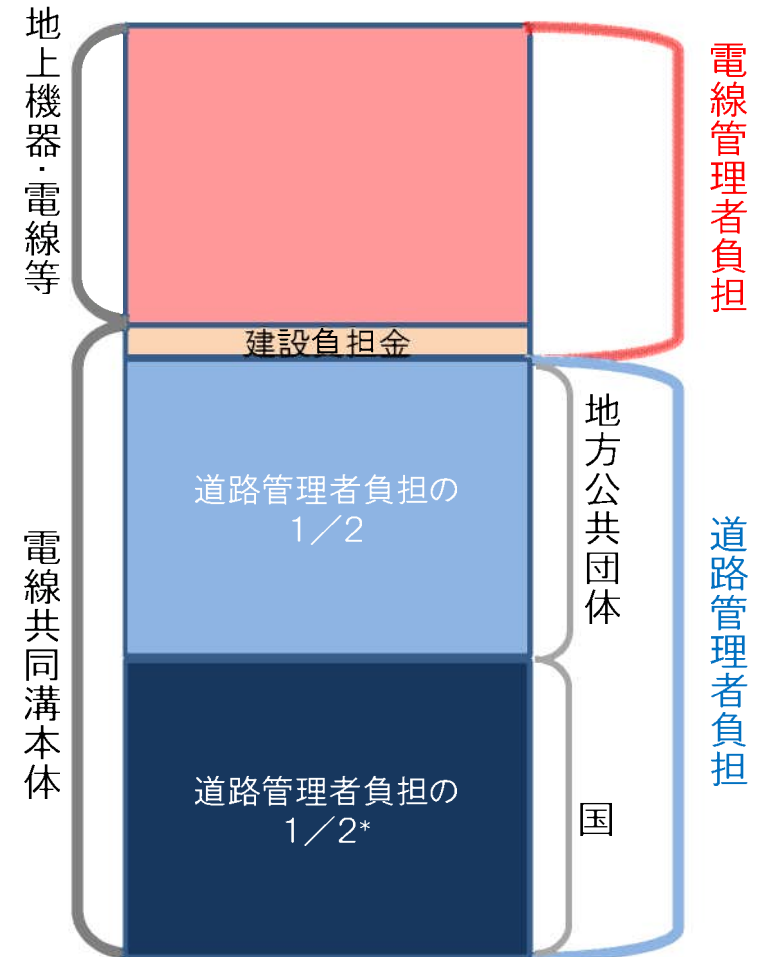 地上機器・電線等
電線管理者負担
建設負担金
道路管理者負担の
1／2
地方公共団体
電線共同溝本体
道路管理者負担
道路管理者負担の
1／2*
国